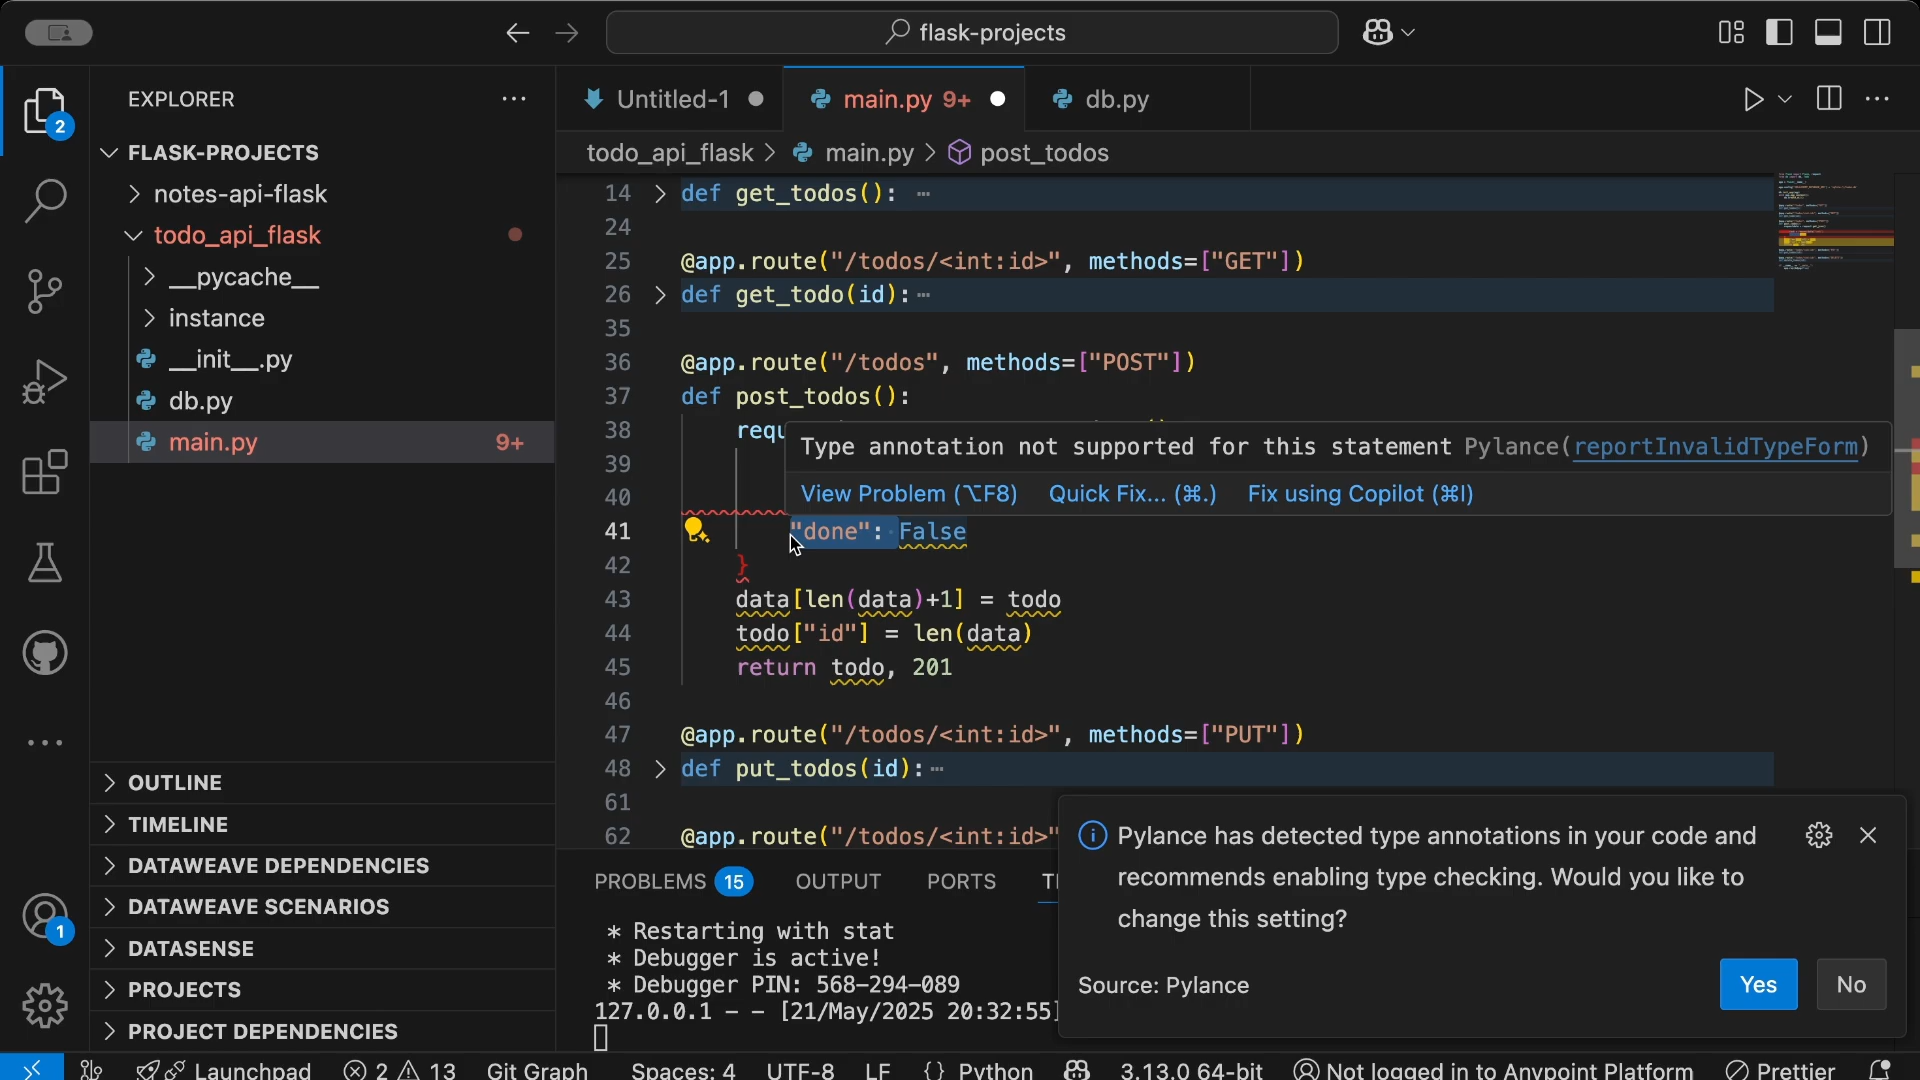 flask-projects
EXPLORER
Untitled-1
main.py 9+
db.py
2
FLASK-PROJECTS
todo_api_flask > main.py > post_todos
notes-api-flask
todo_api_flask
__pycache__
instance
__init__.py
db.py
main.py 9+
14 def get_todos(): …
24
25 @app.route("/todos/<int:id>", methods=["GET"])
26 def get_todo(id): …
35
36 @app.route("/todos", methods=["POST"])
37 def post_todos():
38 requ
Type annotation not supported for this statement Pylance(reportInvalidTypeForm)
39
40
View Problem (⌥F8) Quick Fix... (⌘.) Fix using Copilot (⌘I)
41 "done": False
42 }
43 data[len(data)+1] = todo
44 todo["id"] = len(data)
45 return todo, 201
46
47 @app.route("/todos/<int:id>", methods=["PUT"])
48 def put_todos(id): …
61
62 @app.route("/todos/<int:id>"
OUTLINE
TIMELINE
DATAWEAVE DEPENDENCIES
DATAWEAVE SCENARIOS
DATASENSE
PROJECTS
PROJECT DEPENDENCIES
1
PROBLEMS 15 OUTPUT PORTS
* Restarting with stat
* Debugger is active!
* Debugger PIN: 568-294-089
127.0.0.1 - - [21/May/2025 20:32:55]
Pylance has detected type annotations in your code and
recommends enabling type checking. Would you like to
change this setting?
Source: Pylance
Yes
No
Launchpad 2 13 Git Graph Spaces: 4 UTF-8 LF {} Python 3.13.0 64-bit Not logged in to Anypoint Platform Prettier